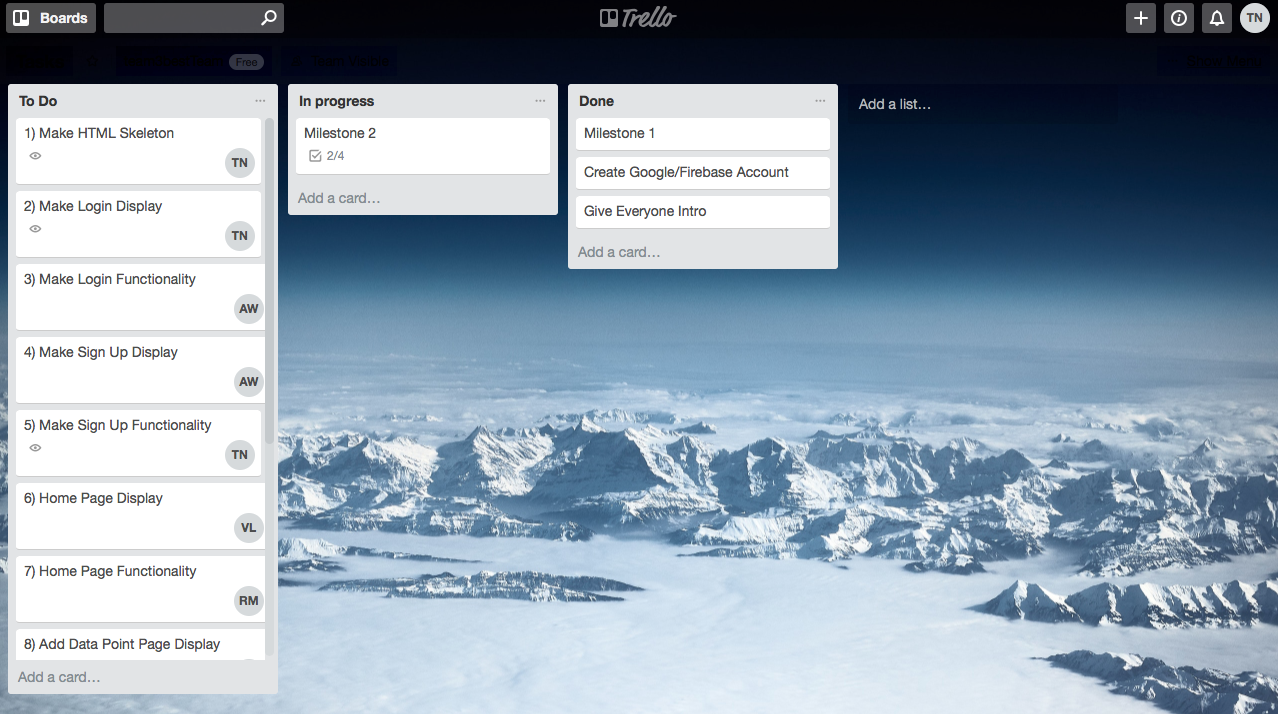 Boards
Trello
TN
Free
Team Visible
Show Menu
To Do
1) Make HTML Skeleton
TN
2) Make Login Display
TN
3) Make Login Functionality
AW
4) Make Sign Up Display
AW
5) Make Sign Up Functionality
TN
6) Home Page Display
VL
7) Home Page Functionality
RM
8) Add Data Point Page Display
Add a card…
In progress
Milestone 2
2/4
Add a card…
Done
Milestone 1
Create Google/Firebase Account
Give Everyone Intro
Add a card…
Add a list…